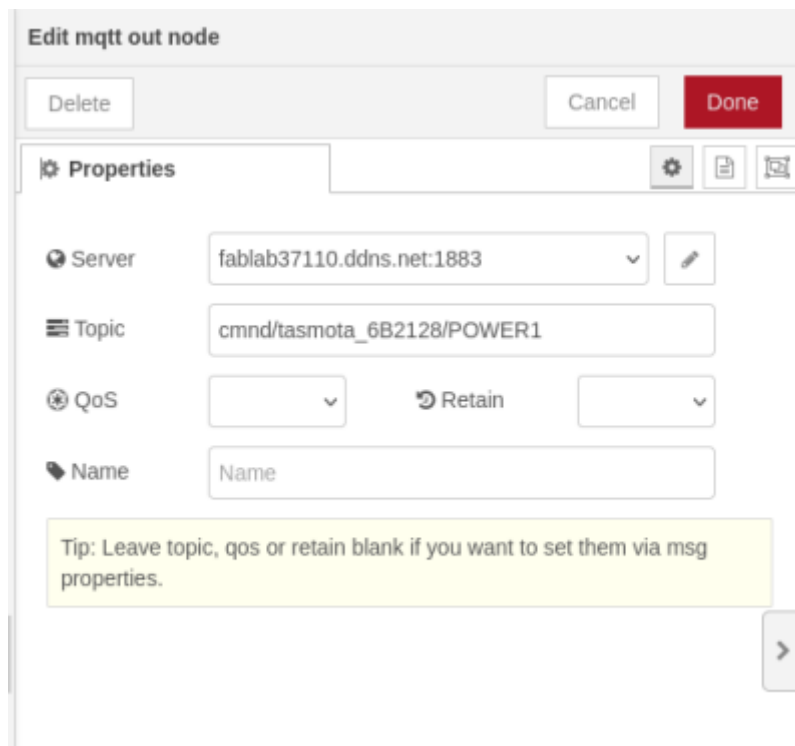 Edit mqtt out node
Delete
Cancel
Done
Properties
Server
fablab37110.ddns.net:1883
Topic
cmnd/tasmota_6B2128/POWER1
QoS
Retain
Name
Name
Tip: Leave topic, qos or retain blank if you want to set them via msg
properties.